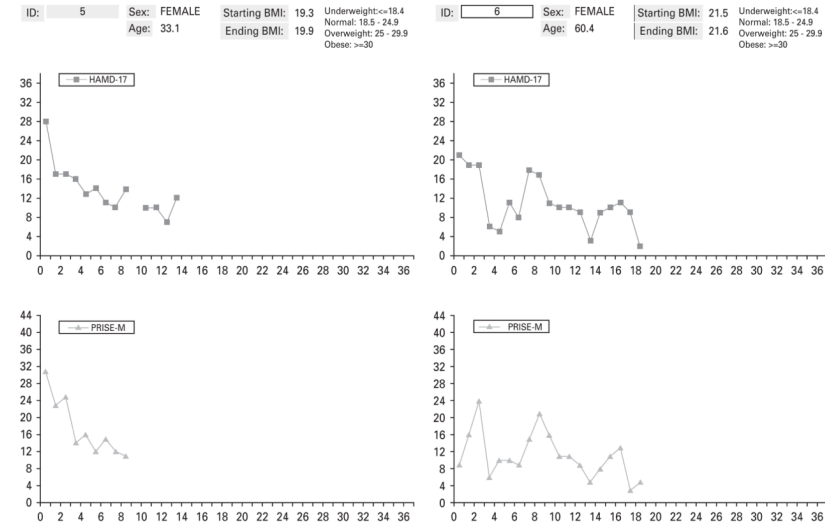 ID: 5 Sex: FEMALE Starting BMI: 19.3 Underweight:<=18.4
Normal: 18.5 - 24.9
Age: 33.1 Ending BMI: 19.9 Overweight: 25 - 29.9
Obese: >=30
ID: 6 Sex: FEMALE Starting BMI: 21.5 Underweight:<=18.4
Normal: 18.5 - 24.9
Age: 60.4 Ending BMI: 21.6 Overweight: 25 - 29.9
Obese: >=30
HAMD-17
36
32
28
24
20
16
12
8
4
0
0 2 4 6 8 10 12 14 16 18 20 22 24 26 28 30 32 34 36
HAMD-17
36
32
28
24
20
16
12
8
4
0
0 2 4 6 8 10 12 14 16 18 20 22 24 26 28 30 32 34 36
44
PRISE-M
40
36
32
28
24
20
16
12
8
4
0
0 2 4 6 8 10 12 14 16 18 20 22 24 26 28 30 32 34 36
44
PRISE-M
40
36
32
28
24
20
16
12
8
4
0
0 2 4 6 8 10 12 14 16 18 20 22 24 26 28 30 32 34 36